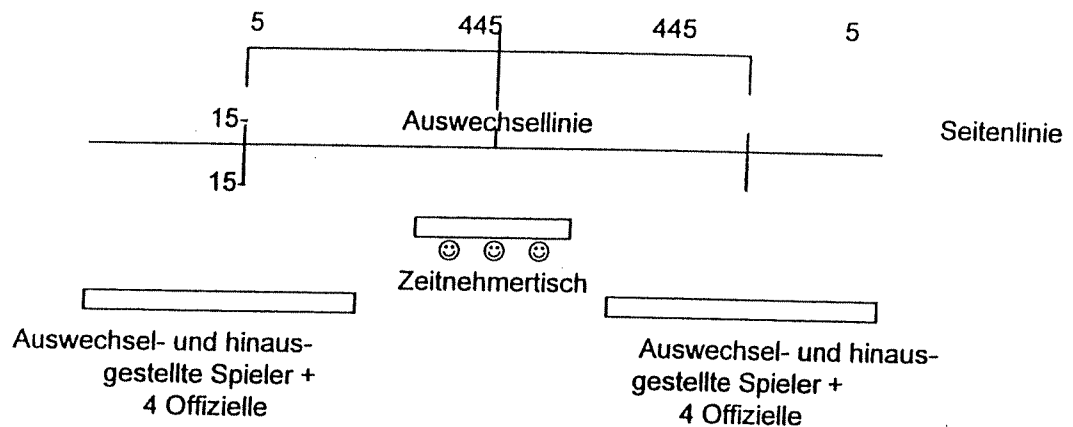 5 445 445 5
15-
Auswechsellinie
Seitenlinie
15-
Zeitnehmertisch
Auswechsel- und hinaus-
gestellte Spieler +
4 Offizielle
Auswechsel- und hinaus-
gestellte Spieler +
4 Offizielle